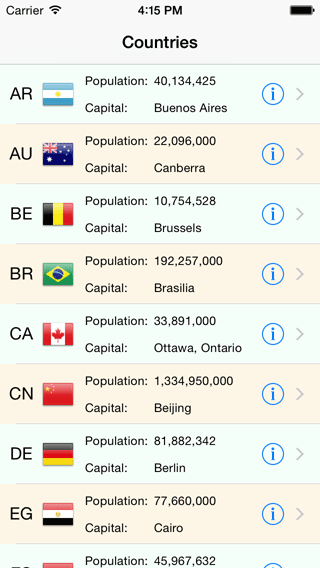 Carrier 4:15 PM
Countries
AR Population: 40,134,425
Capital: Buenos Aires
AU Population: 22,096,000
Capital: Canberra
BE Population: 10,754,528
Capital: Brussels
BR Population: 192,257,000
Capital: Brasilia
CA Population: 33,891,000
Capital: Ottawa, Ontario
CN Population: 1,334,950,000
Capital: Beijing
DE Population: 81,882,342
Capital: Berlin
EG Population: 77,660,000
Capital: Cairo
Population: 45,967,632